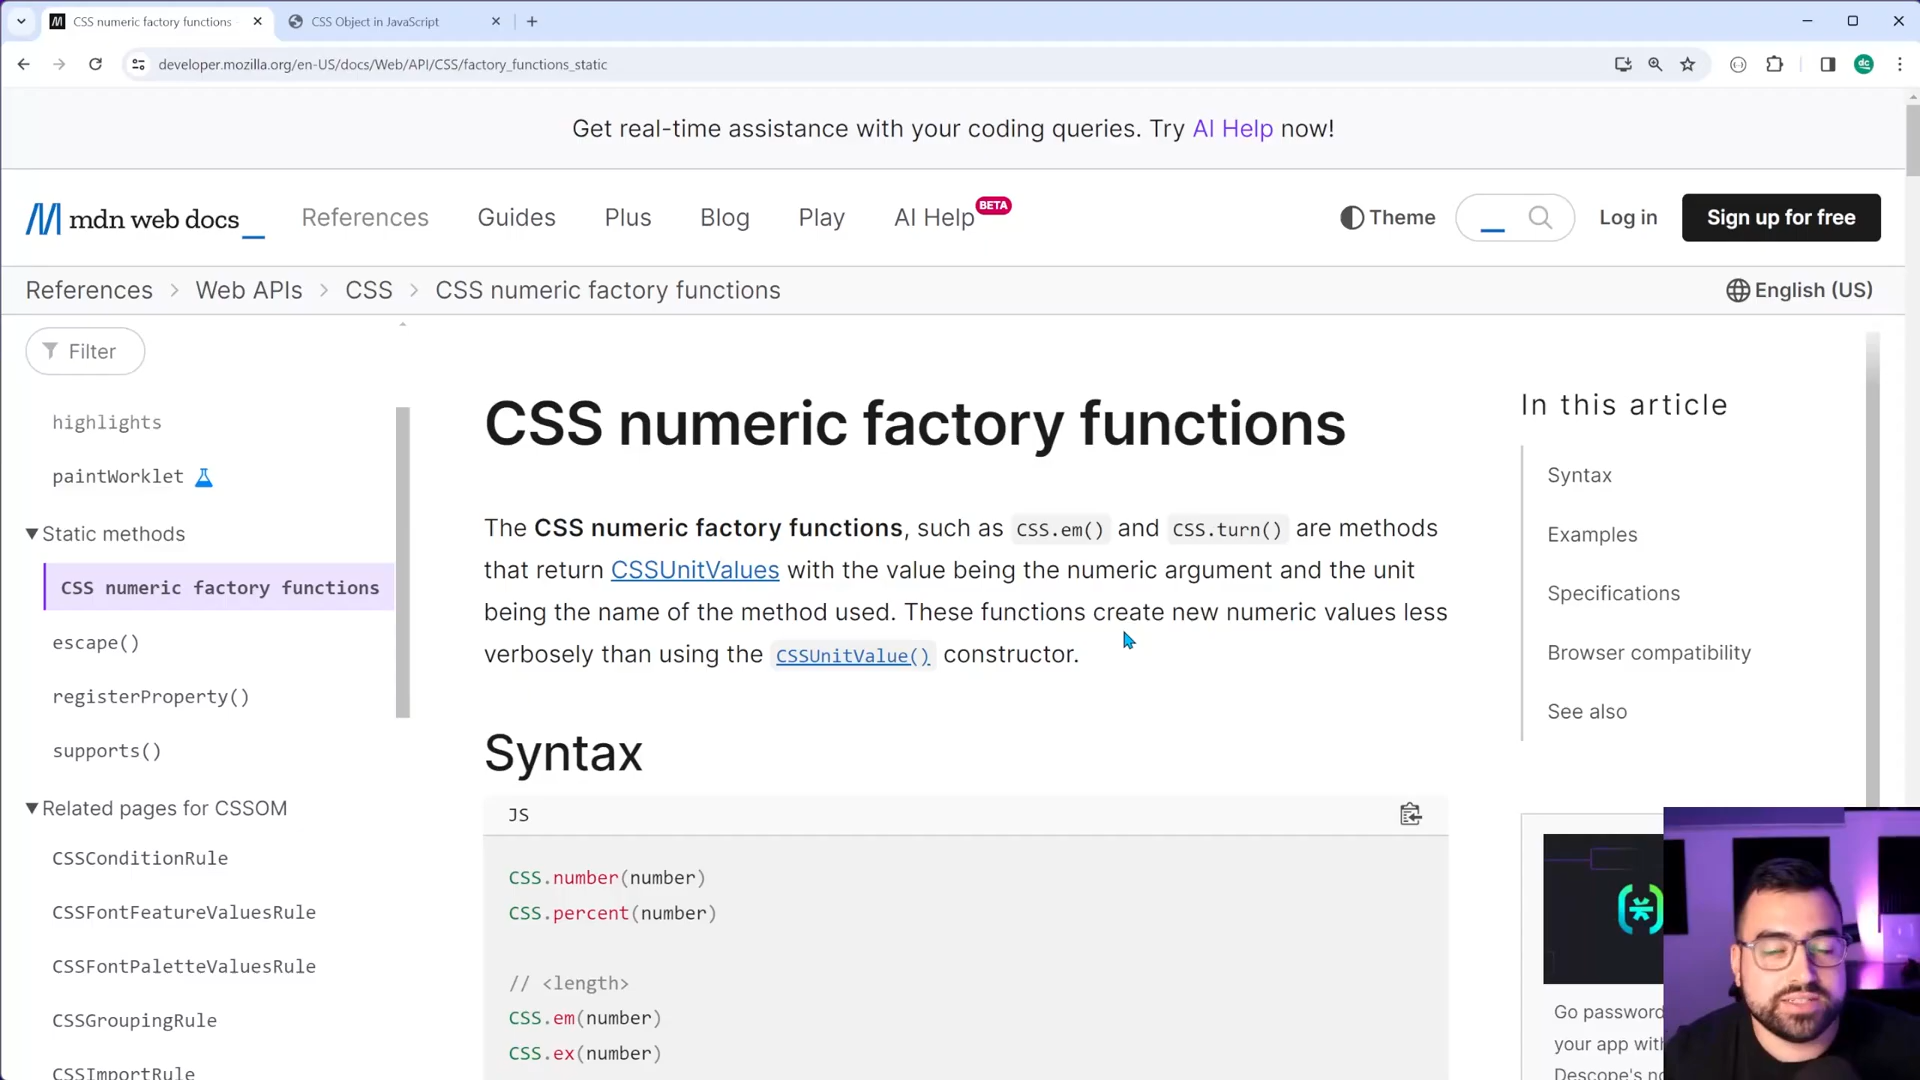 CSS numeric factory functions
CSS Object in JavaScript
developer.mozilla.org/en-US/docs/Web/API/CSS/factory_functions_static
dc
Get real-time assistance with your coding queries. Try AI Help now!
mdn web docs_
References
Guides
Plus
Blog
Play
AI Help
BETA
Theme
Log in
Sign up for free
References > Web APIs > CSS > CSS numeric factory functions
English (US)
Filter
highlights
paintWorklet
Static methods
CSS numeric factory functions
escape()
registerProperty()
supports()
Related pages for CSSOM
CSSConditionRule
CSSFontFeatureValuesRule
CSSFontPaletteValuesRule
CSSGroupingRule
CSSImportRule
CSS numeric factory functions
The CSS numeric factory functions, such as CSS.em() and CSS.turn() are methods
that return CSSUnitValues with the value being the numeric argument and the unit
being the name of the method used. These functions create new numeric values less
verbosely than using the CSSUnitValue() constructor.
Syntax
JS
CSS.number(number)
CSS.percent(number)
// <length>
CSS.em(number)
CSS.ex(number)
In this article
Syntax
Examples
Specifications
Browser compatibility
See also
Go password
your app with
Descope's